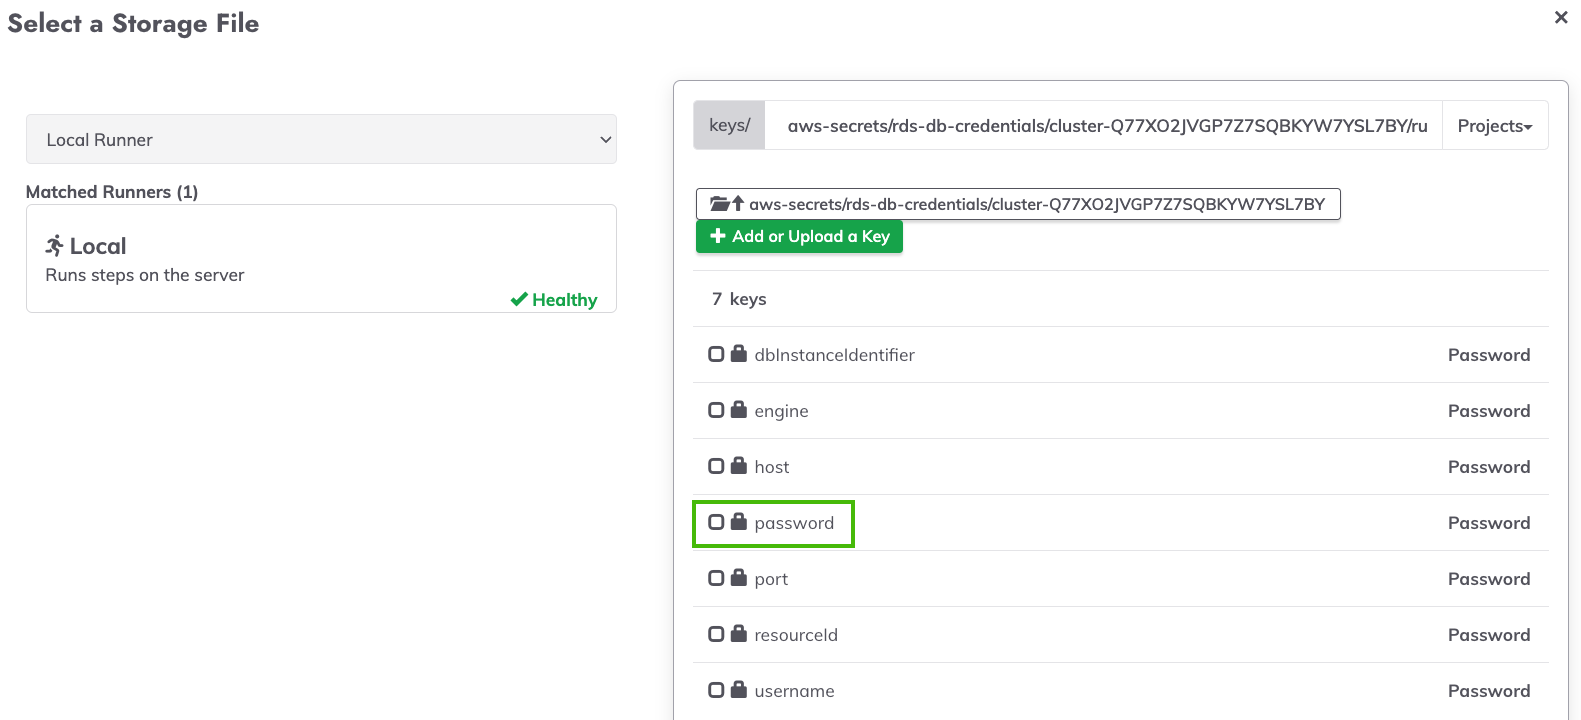 Select a Storage File
Local Runner
Matched Runners (1)
Local
Runs steps on the server
Healthy
keys/ aws-secrets/rds-db-credentials/cluster-Q77XO2JVGP7Z7SQBKYW7YSL7BY/ru Projects
aws-secrets/rds-db-credentials/cluster-Q77XO2JVGP7Z7SQBKYW7YSL7BY
Add or Upload a Key
7 keys
dbInstanceIdentifier Password
engine Password
host Password
password Password
port Password
resourceId Password
username Password